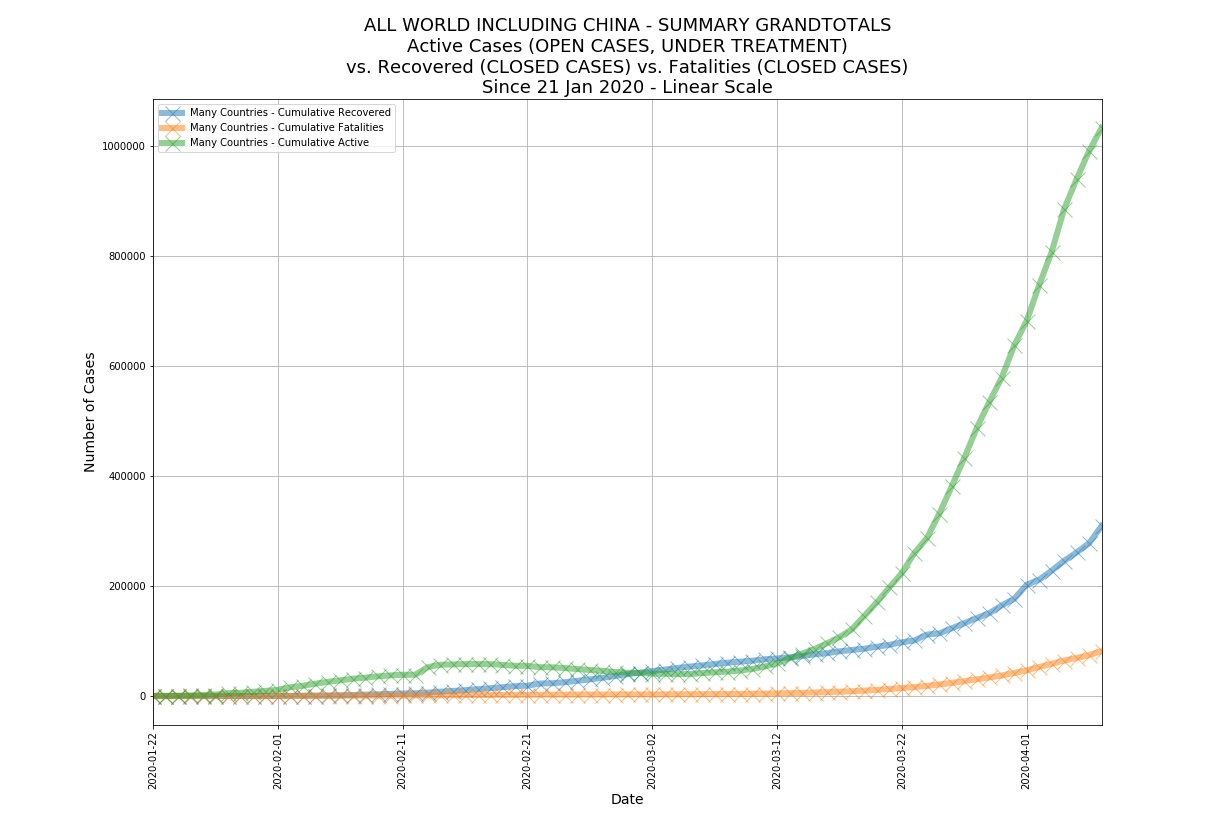 ALL WORLD INCLUDING CHINA - SUMMARY GRANDTOTALS
Active Cases (OPEN CASES, UNDER TREATMENT)
vs. Recovered (CLOSED CASES) vs. Fatalities (CLOSED CASES)
Since 21 Jan 2020 - Linear Scale
Many Countries - Cumulative Recovered
Many Countries - Cumulative Fatalities
Many Countries - Cumulative Active
Number of Cases
1000000
800000
600000
400000
200000
0
2020-01-22
2020-02-01
2020-02-11
2020-02-21
2020-03-02
2020-03-12
2020-03-22
2020-04-01
Date